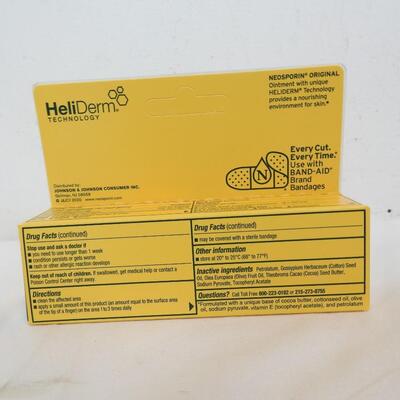 HeliDerm
TECHNOLOGY
Distributed by:
JOHNSON & JOHNSON CONSUMER INC.
Skillman, NJ 08558
© J&JCI 2020 www.neosporin.com
NEOSPORIN® ORIGINAL
Ointment with unique
HELIDERM® Technology
provides a nourishing
environment for skin.*
Every Cut.
Every Time.™
Use with
BAND-AID®
Brand
Bandages
N
Drug Facts (continued)
Stop use and ask a doctor if
■ you need to use longer than 1 week
■ condition persists or gets worse
■ rash or other allergic reaction develops
Keep out of reach of children. If swallowed, get medical help or contact a
Poison Control Center right away.
Directions
■ clean the affected area
■ apply a small amount of this product (an amount equal to the surface area
of the tip of a finger) on the area 1 to 3 times daily
Drug Facts (continued)
■ may be covered with a sterile bandage
Other information
■ store at 20° to 25°C (68° to 77°F)
Inactive ingredients Petrolatum, Gossypium Herbaceum (Cotton) Seed
Oil, Olea Europaea (Olive) Fruit Oil, Theobroma Cacao (Cocoa) Seed Butter,
Sodium Pyruvate, Tocopheryl Acetate
Questions? Call Toll Free 800-223-0182 or 215-273-8755
*Formulated with a unique base of cocoa butter, cottonseed oil, olive
oil, sodium pyruvate, vitamin E (tocopheryl acetate), and petrolatum